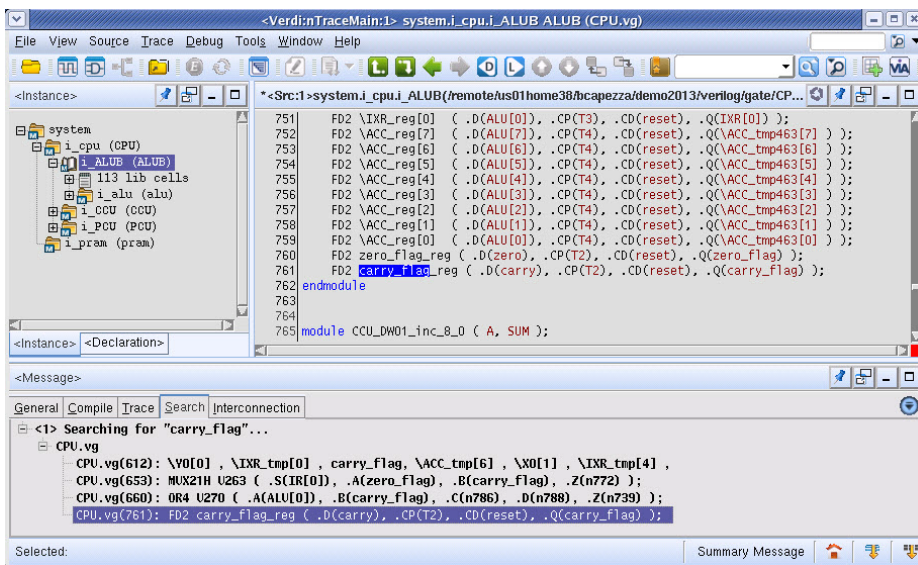 <Verdi:nTraceMain:1> system.i_cpu.i_ALUB ALUB (CPU.vg)
File View Source Trace Debug Tools Window Help
<Instance>
*<Src:1>system.i_cpu.i_ALUB(/remote/us01home38/bcapezza/demo2013/verilog/gate/CP...
system
i_cpu (CPU)
i_ALUB (ALUB)
113 lib cells
i_alu (alu)
i_CCU (CCU)
i_PCU (PCU)
i_pram (pram)
<Instance> <Declaration>
751 FD2 \IXR_reg[0] ( .D(ALU[0]), .CP(T3), .CD(reset), .Q(IXR[0]) );
752 FD2 \ACC_reg[7] ( .D(ALU[7]), .CP(T4), .CD(reset), .Q(\ACC_tmp463[7] ) );
753 FD2 \ACC_reg[6] ( .D(ALU[6]), .CP(T4), .CD(reset), .Q(\ACC_tmp463[6] ) );
754 FD2 \ACC_reg[5] ( .D(ALU[5]), .CP(T4), .CD(reset), .Q(\ACC_tmp463[5] ) );
755 FD2 \ACC_reg[4] ( .D(ALU[4]), .CP(T4), .CD(reset), .Q(\ACC_tmp463[4] ) );
756 FD2 \ACC_reg[3] ( .D(ALU[3]), .CP(T4), .CD(reset), .Q(\ACC_tmp463[3] ) );
757 FD2 \ACC_reg[2] ( .D(ALU[2]), .CP(T4), .CD(reset), .Q(\ACC_tmp463[2] ) );
758 FD2 \ACC_reg[1] ( .D(ALU[1]), .CP(T4), .CD(reset), .Q(\ACC_tmp463[1] ) );
759 FD2 \ACC_reg[0] ( .D(ALU[0]), .CP(T4), .CD(reset), .Q(\ACC_tmp463[0] ) );
760 FD2 zero_flag_reg ( .D(zero), .CP(T2), .CD(reset), .Q(zero_flag) );
761 FD2 carry_flag_reg ( .D(carry), .CP(T2), .CD(reset), .Q(carry_flag) );
762 endmodule
763
764
765 module CCU_DW01_inc_8_0 ( A, SUM );
<Message>
General Compile Trace Search Interconnection
<1> Searching for "carry_flag"...
CPU.vg
CPU.vg(612): \Y0[0] , \IXR_tmp[0] , carry_flag, \ACC_tmp[6] , \X0[1] , \IXR_tmp[4] ,
CPU.vg(653): MUX21H U263 ( .S(IR[0]), .A(zero_flag), .B(carry_flag), .Z(n772) );
CPU.vg(660): OR4 U270 ( .A(ALU[0]), .B(carry_flag), .C(n786), .D(n788), .Z(n739) );
CPU.vg(761): FD2 carry_flag_reg ( .D(carry), .CP(T2), .CD(reset), .Q(carry_flag) );
Selected: Summary Message